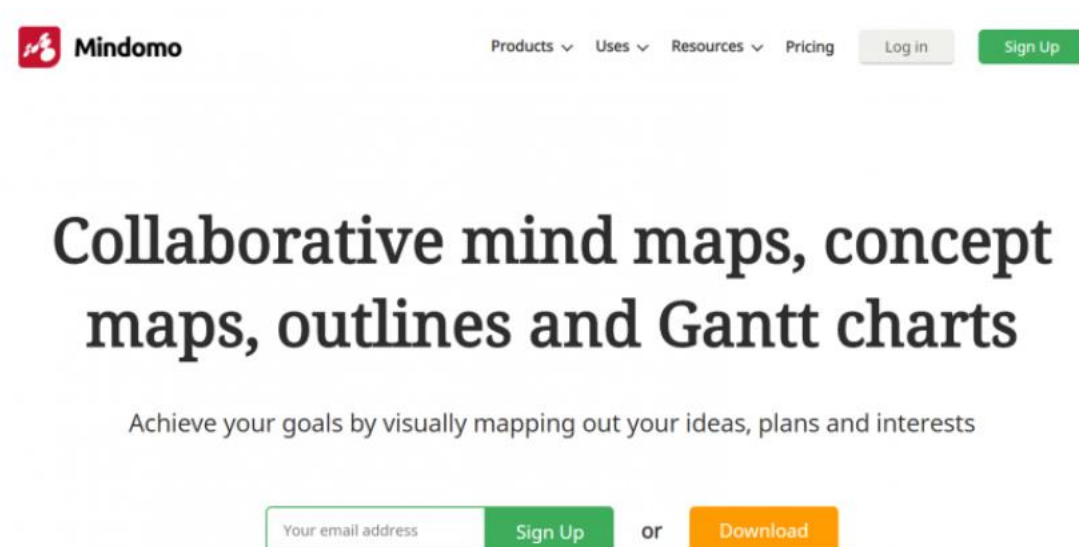 Mindomo
Products Uses Resources Pricing Log in Sign Up
Collaborative mind maps, concept
maps, outlines and Gantt charts
Achieve your goals by visually mapping out your ideas, plans and interests
Your email address Sign Up or Download